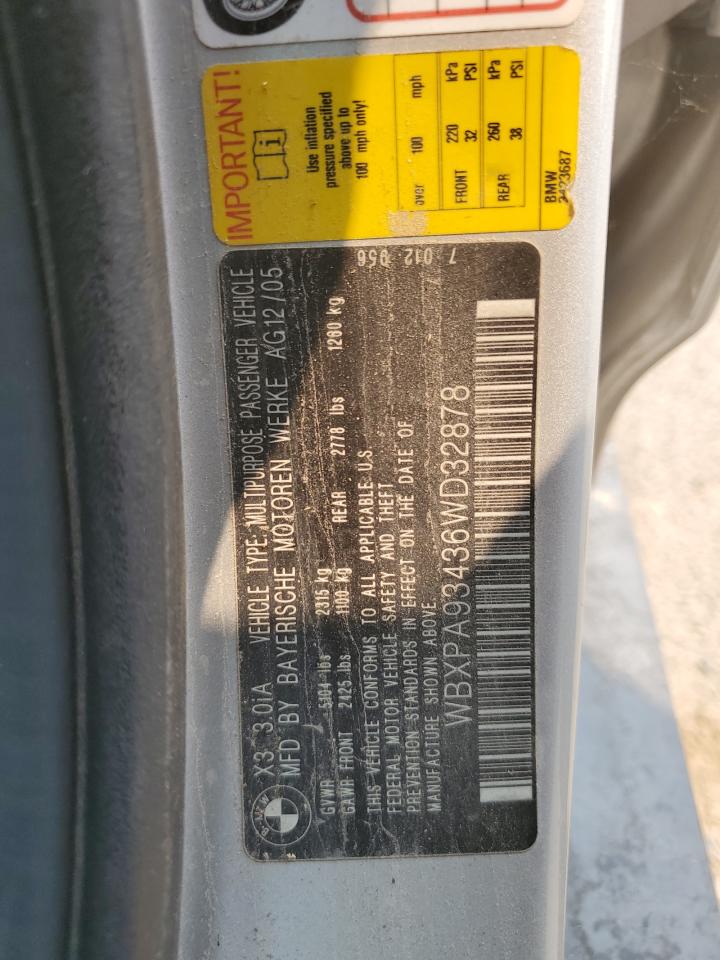 IMPORTANT!
Use inflation
pressure specified
above up to
100 mph only!
over 100 mph
FRONT 220 kPa
32 PSI
REAR 260 kPa
38 PSI
BMW
X3 3.0iA VEHICLE TYPE: MULTIPURPOSE PASSENGER VEHICLE
MFD BY BAYERISCHE MOTOREN WERKE AG 12/05
GVWR 5104 lbs 2315 kg
GAWR FRONT 2425 lbs 1100 kg REAR 2778 lbs 1260 kg
THIS VEHICLE CONFORMS TO ALL APPLICABLE U.S.
FEDERAL MOTOR VEHICLE SAFETY AND THEFT
PREVENTION STANDARDS IN EFFECT ON THE DATE OF
MANUFACTURE SHOWN ABOVE
7 012 956
WBXPA93436WD32878